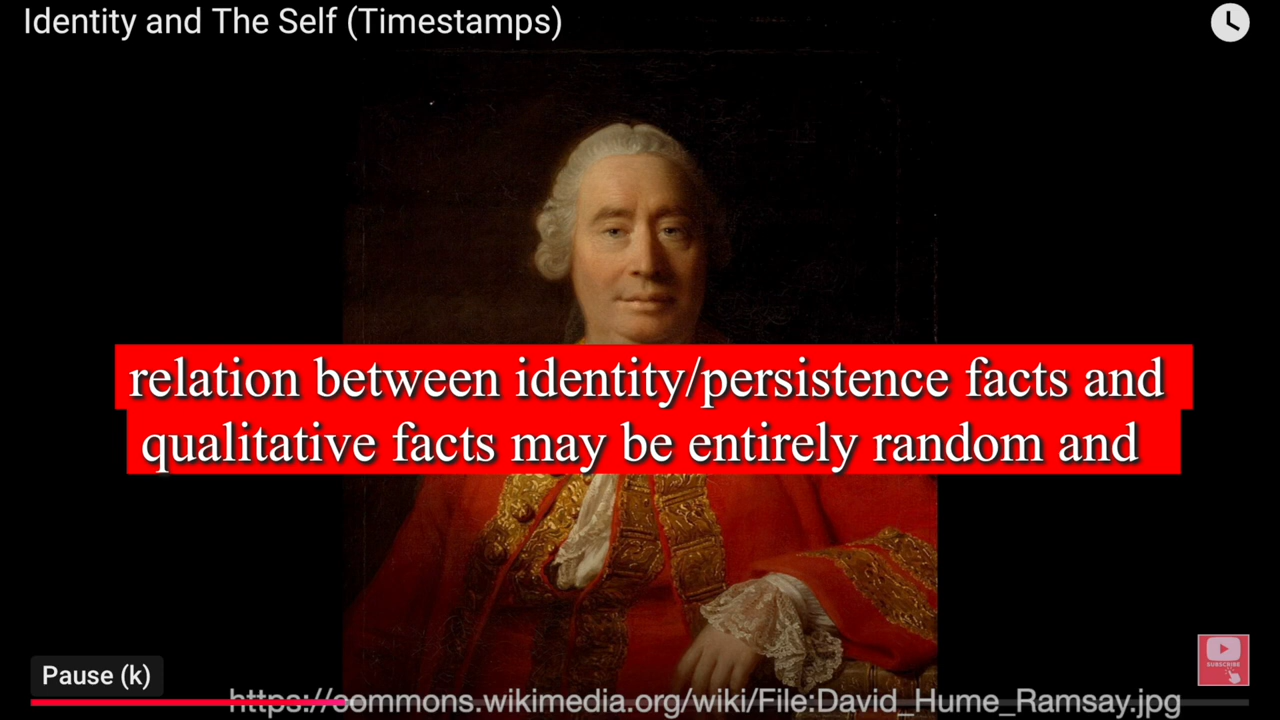 Identity and The Self (Timestamps)
relation between identity/persistence facts and
qualitative facts may be entirely random and
SUBSCRIBE
Pause (k)
https://commons.wikimedia.org/wiki/File:David_Hume_Ramsay.jpg